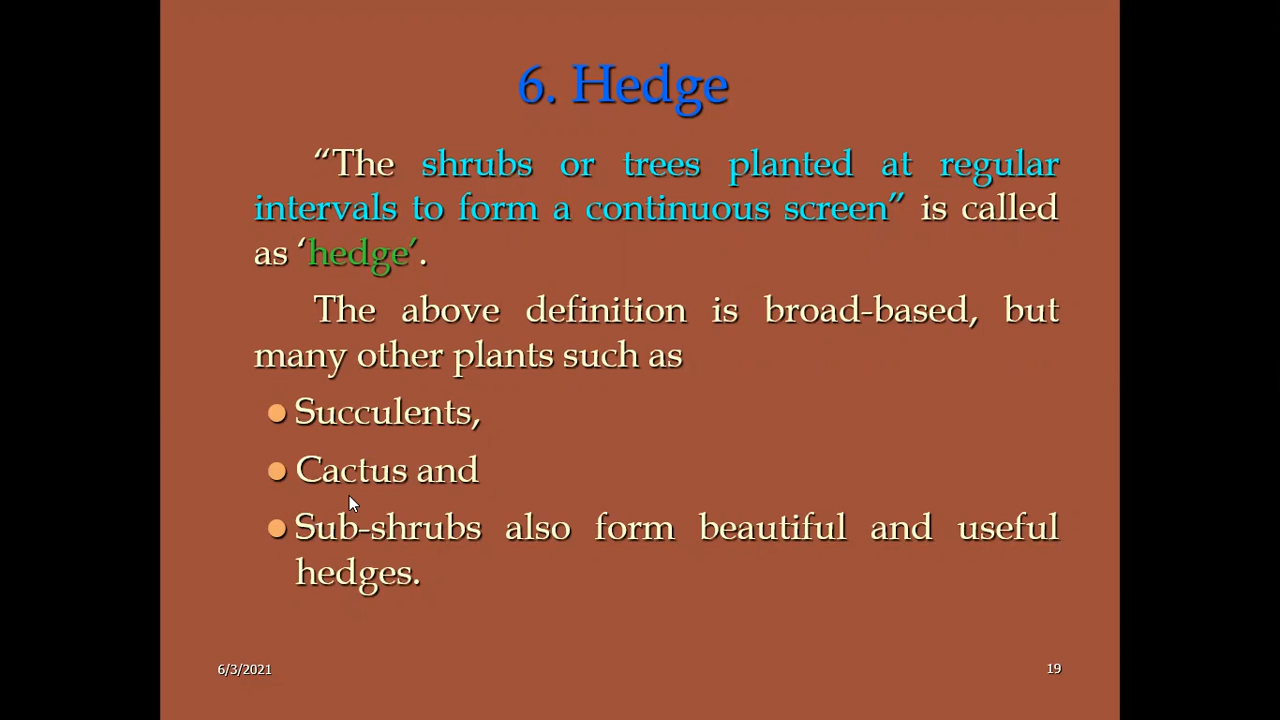 6. Hedge
“The shrubs or trees planted at regular
intervals to form a continuous screen” is called
as ‘hedge’.
The above definition is broad-based, but
many other plants such as
Succulents,
Cactus and
Sub-shrubs also form beautiful and useful
hedges.
6/3/2021
19